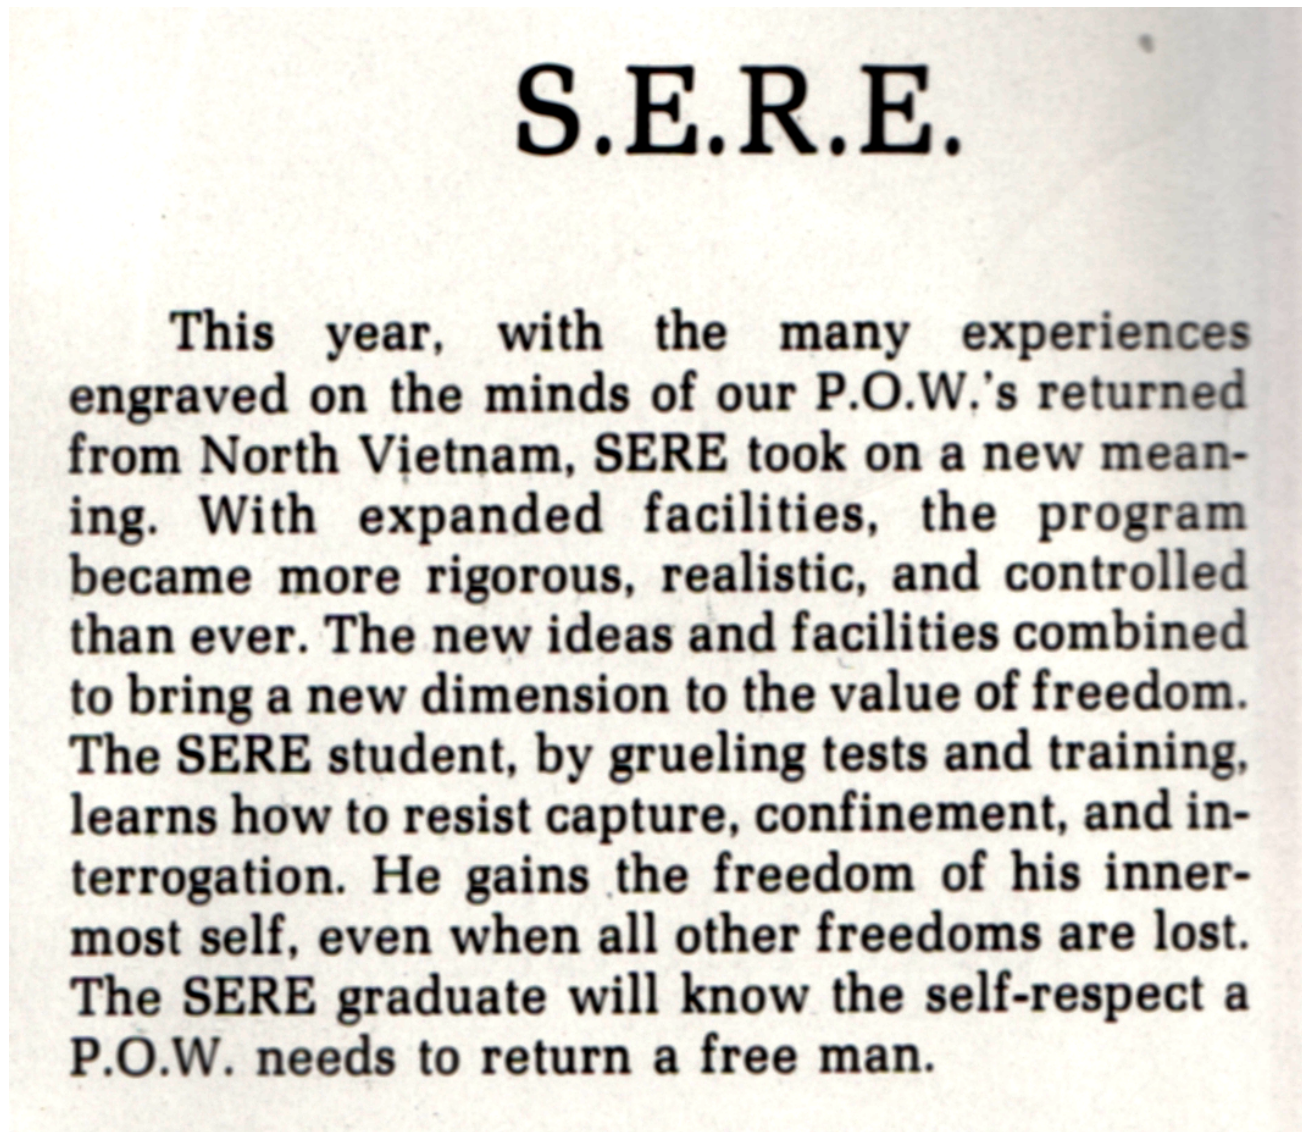 S.E.R.E.
This year, with the many experiences
engraved on the minds of our P.O.W.'s returned
from North Vietnam, SERE took on a new mean-
ing. With expanded facilities, the program
became more rigorous, realistic, and controlled
than ever. The new ideas and facilities combined
to bring a new dimension to the value of freedom.
The SERE student, by grueling tests and training,
learns how to resist capture, confinement, and in-
terrogation. He gains the freedom of his inner-
most self, even when all other freedoms are lost.
The SERE graduate will know the self-respect a
P.O.W. needs to return a free man.